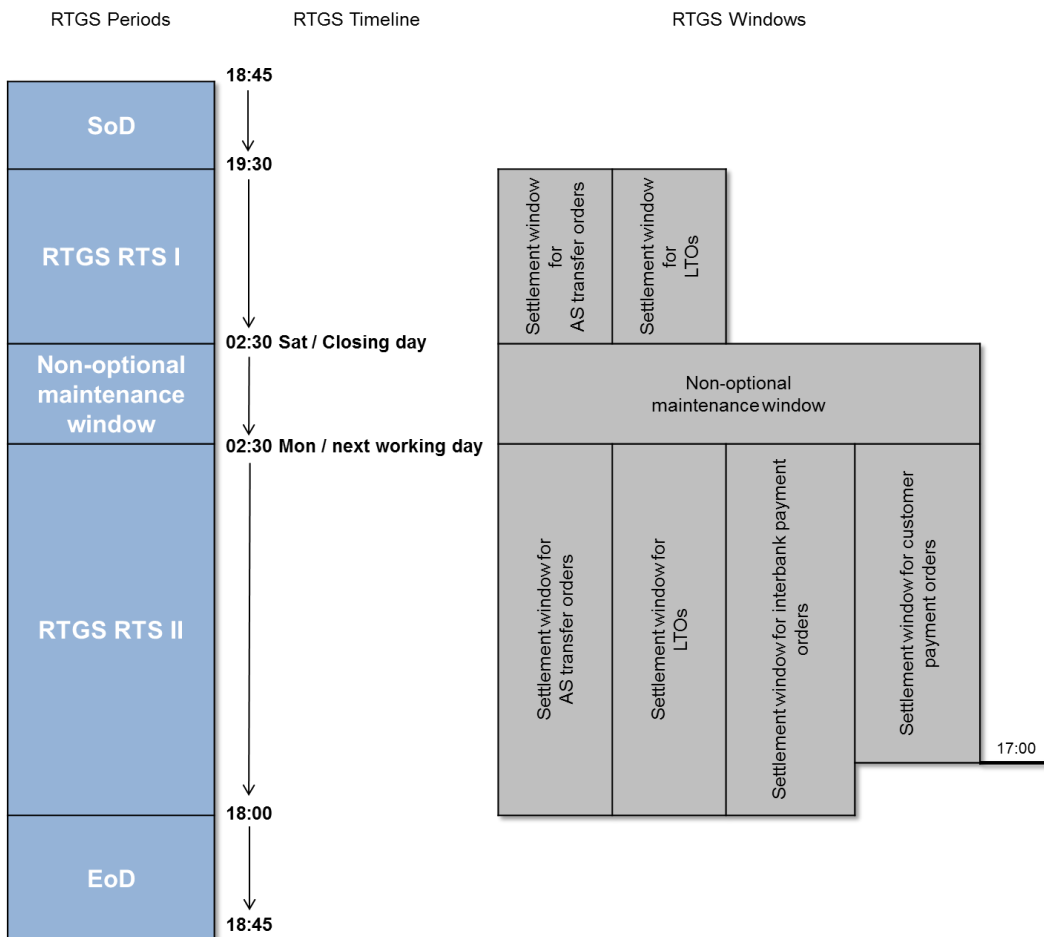 RTGS Periods
RTGS Timeline
RTGS Windows
18:45
SoD
19:30
RTGS RTS I
Settlement window
for
AS transfer orders
Settlement window
for
LTOs
02:30 Sat / Closing day
Non-optional
maintenance
window
Non-optional
maintenance window
02:30 Mon / next working day
RTGS RTS II
Settlement window for
AS transfer orders
Settlement window for
LTOs
Settlement window for interbank payment
orders
Settlement window for customer
payment orders
17:00
18:00
EoD
18:45